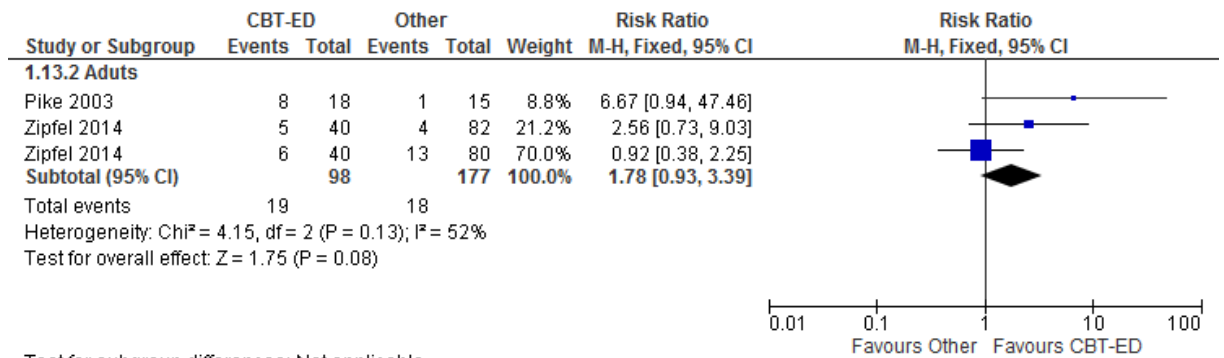 CBT-ED Other Risk Ratio Risk Ratio
Study or Subgroup Events Total Events Total Weight M-H, Fixed, 95% CI M-H, Fixed, 95% CI
1.13.2 Aduts
Pike 2003 8 18 1 15 8.8% 6.67 [0.94, 47.46]
Zipfel 2014 5 40 4 82 21.2% 2.56 [0.73, 9.03]
Zipfel 2014 6 40 13 80 70.0% 0.92 [0.38, 2.25]
Subtotal (95% CI) 98 177 100.0% 1.78 [0.93, 3.39]
Total events 19 18
Heterogeneity: Chi² = 4.15, df = 2 (P = 0.13); I² = 52%
Test for overall effect: Z = 1.75 (P = 0.08)
0.01 0.1 1 10 100
Favours Other Favours CBT-ED
Test for subgroup differences: Not applicable